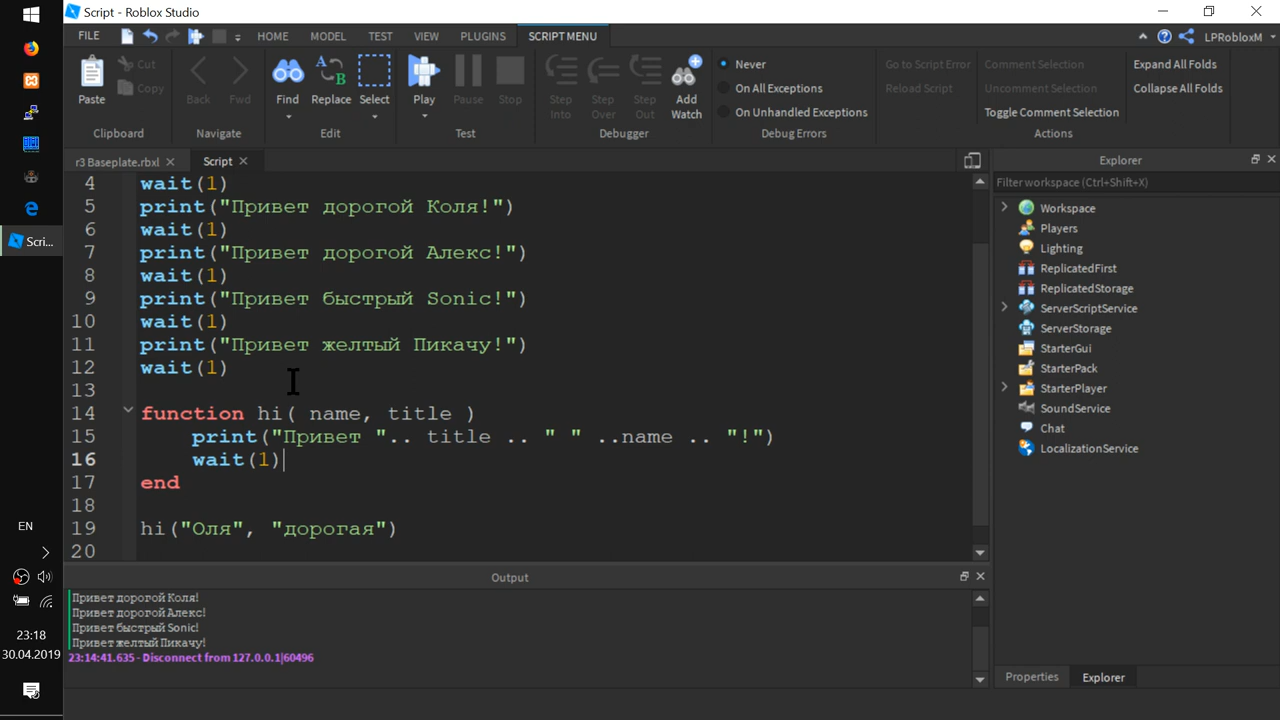 Script - Roblox Studio
FILE HOME MODEL TEST VIEW PLUGINS SCRIPT MENU LPRobloxM
Paste Cut Copy Back Fwd Find Replace Select Play Pause Stop Step Into Step Over Step Out Add Watch
Never
On All Exceptions
On Unhandled Exceptions
Go to Script Error
Reload Script
Comment Selection
Uncomment Selection
Toggle Comment Selection
Expand All Folds
Collapse All Folds
Clipboard Navigate Edit Test Debugger Debug Errors Actions
r3 Baseplate.rbxl Script
4 wait(1)
5 print("Привет дорогой Коля!")
6 wait(1)
7 print("Привет дорогой Алекс!")
8 wait(1)
9 print("Привет быстрый Sonic!")
10 wait(1)
11 print("Привет желтый Пикачу!")
12 wait(1)
13
14 function hi( name, title )
15 print("Привет ".. title .. " " ..name .. "!")
16 wait(1)
17 end
18
19 hi("Оля", "дорогая")
20
Explorer
Filter workspace (Ctrl+Shift+X)
Workspace
Players
Lighting
ReplicatedFirst
ReplicatedStorage
ServerScriptService
ServerStorage
StarterGui
StarterPack
StarterPlayer
SoundService
Chat
LocalizationService
Properties Explorer
Output
Привет дорогой Коля!
Привет дорогой Алекс!
Привет быстрый Sonic!
Привет желтый Пикачу!
23:14:41.635 - Disconnect from 127.0.0.1|60496
Scri...
EN
23:18
30.04.2019